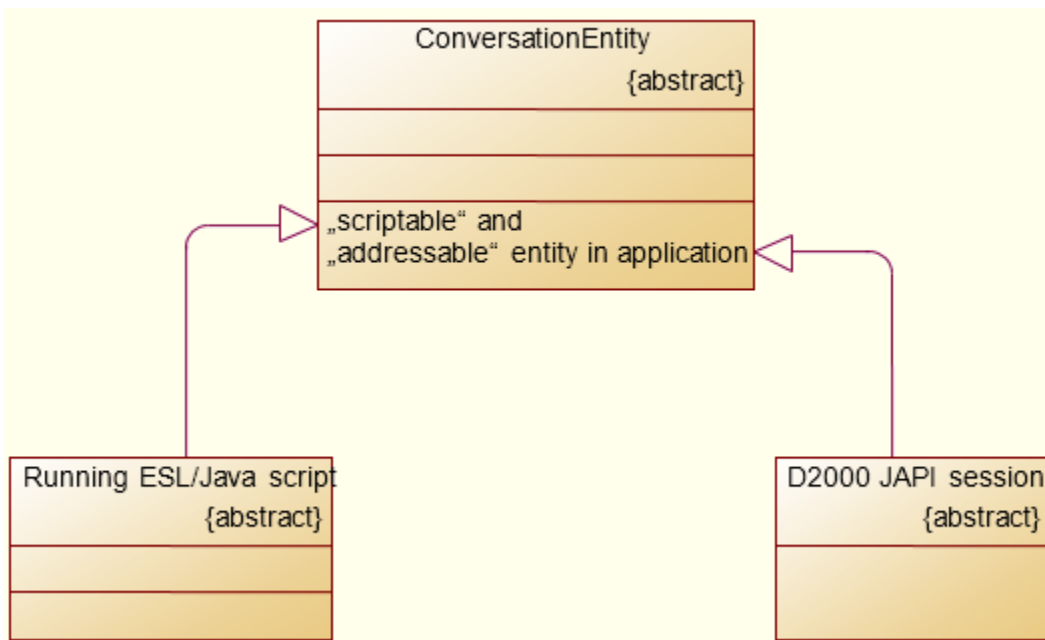 ConversationEntity
{abstract}
„scriptable“ and
„addressable“ entity in application
Running ESL/Java script
{abstract}
D2000 JAPI session
{abstract}